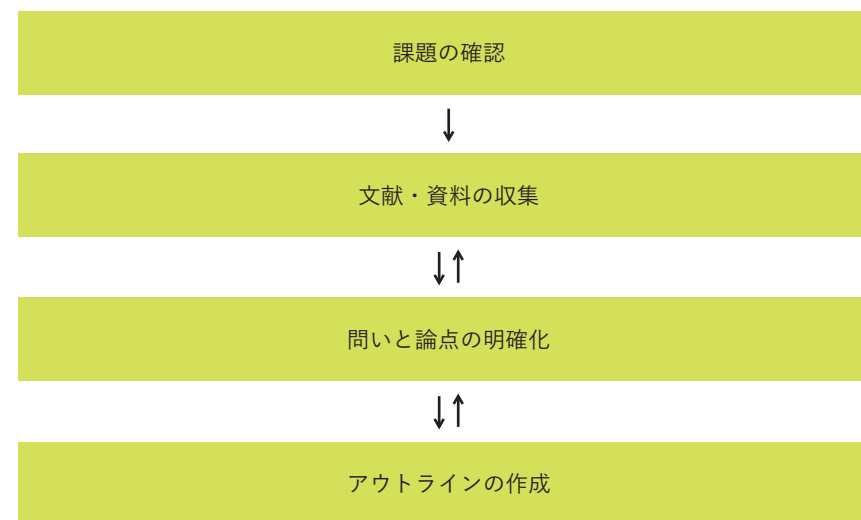 課題の確認
文献・資料の収集
問いと論点の明確化
アウトラインの作成